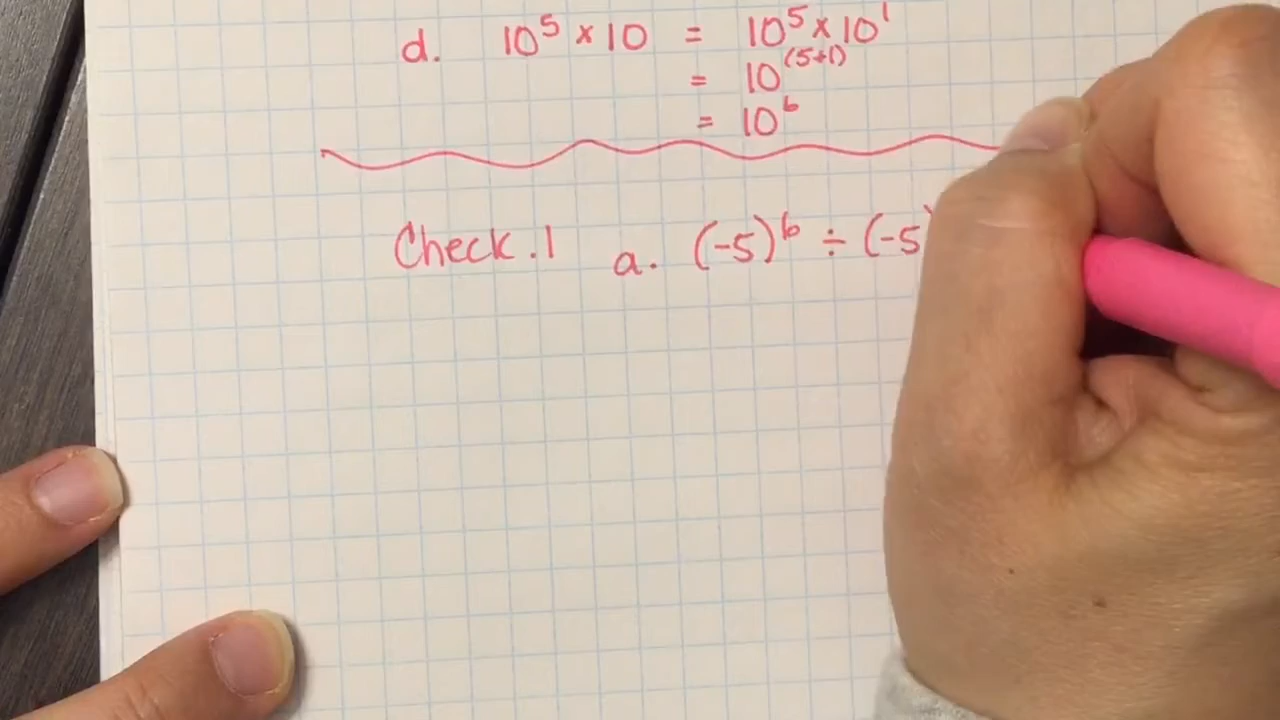 d. 10⁵ × 10 = 10⁵ × 10¹
= 10⁽⁵⁺¹⁾
= 10⁶
Check.1 a. (-5)⁶ ÷ (-5)